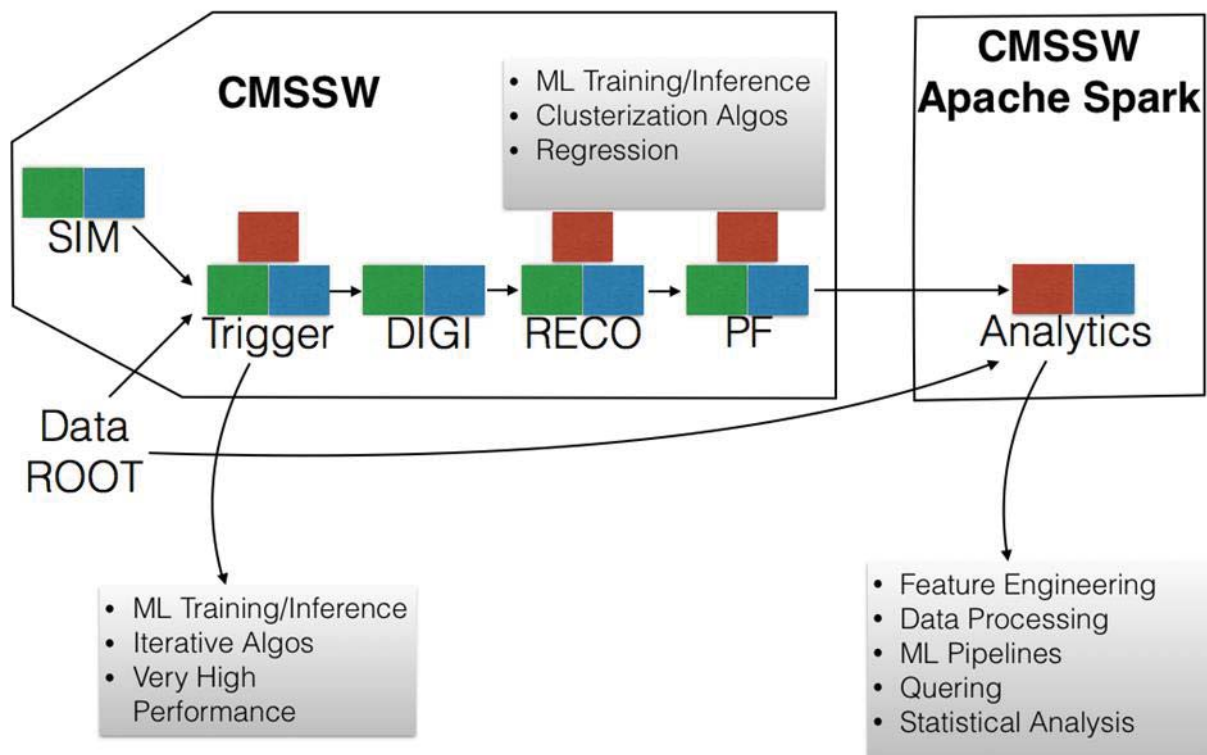 CMSSW
• ML Training/Inference
• Clusterization Algos
• Regression
CMSSW
Apache Spark
SIM
Trigger
DIGI
RECO
PF
Analytics
Data
ROOT
• ML Training/Inference
• Iterative Algos
• Very High
Performance
• Feature Engineering
• Data Processing
• ML Pipelines
• Quering
• Statistical Analysis